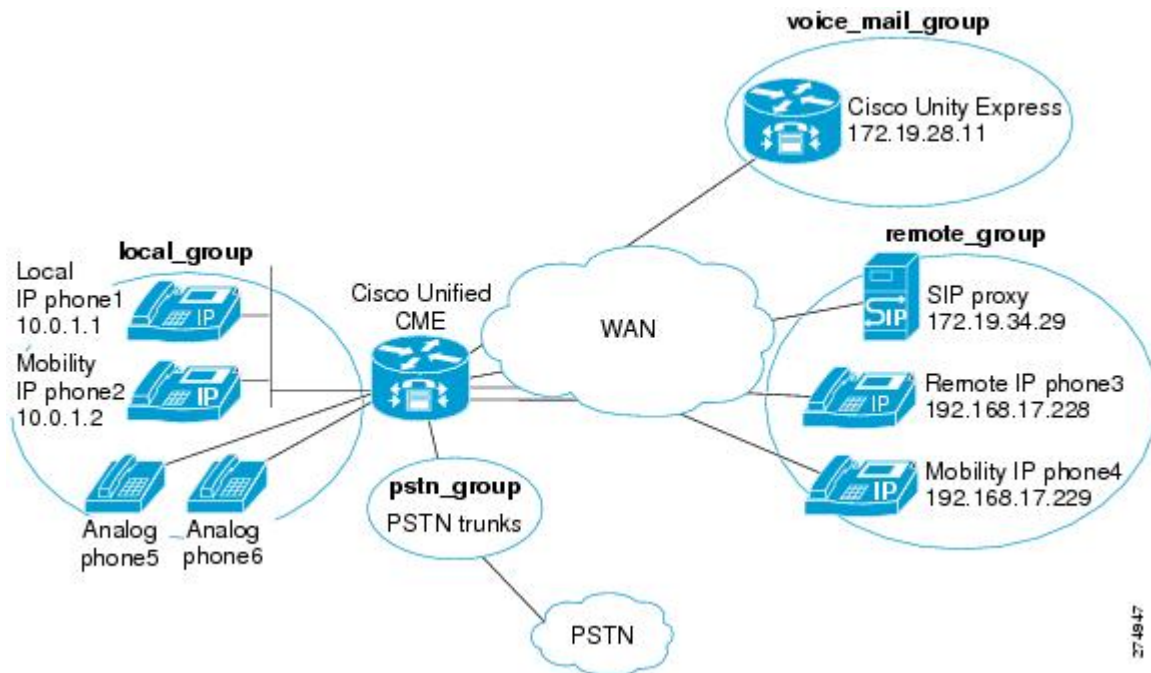 voice_mail_group
Cisco Unity Express
172.19.28.11
local_group
Local
IP phone1
10.0.1.1
IP
Mobility
IP phone2
10.0.1.2
IP
Analog
phone5
Analog
phone6
Cisco Unified
CME
WAN
pstn_group
PSTN trunks
PSTN
remote_group
SIP
SIP proxy
172.19.34.29
IP
Remote IP phone3
192.168.17.228
IP
Mobility IP phone4
192.168.17.229
274947